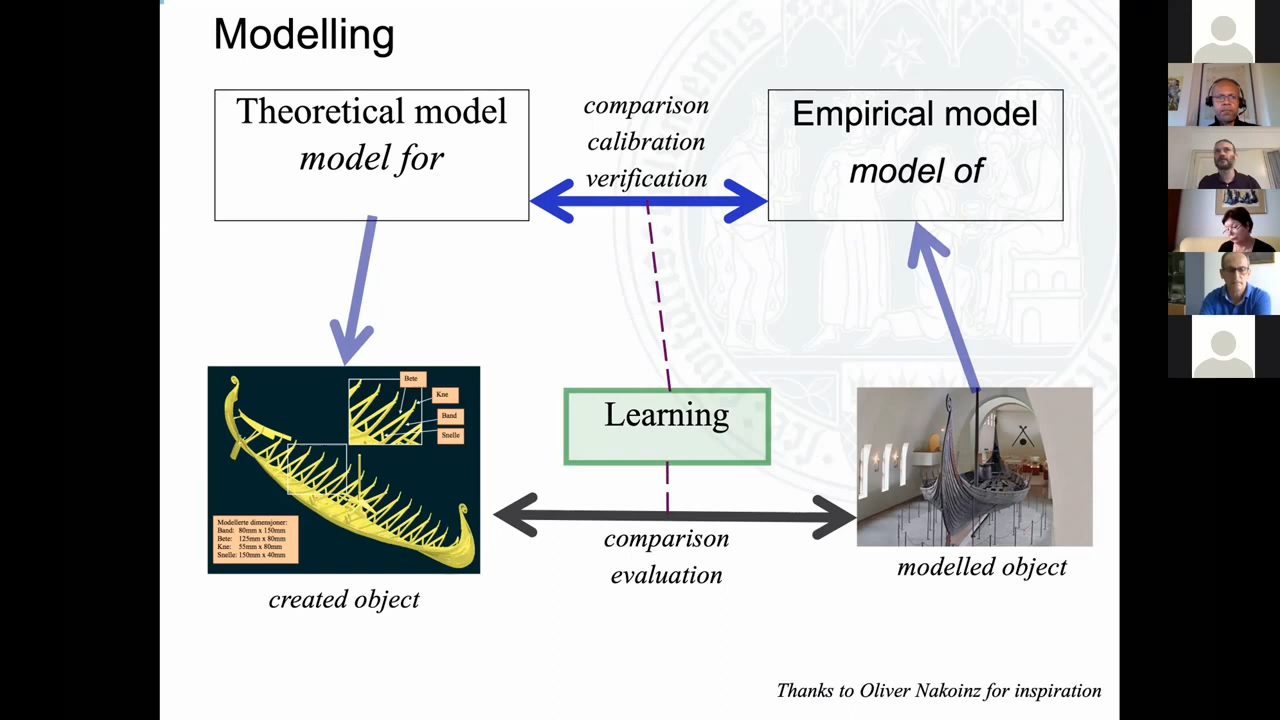 Modelling
Theoretical model
model for
comparison
calibration
verification
Empirical model
model of
Bete
Kne
Band
Snelle
Modellerte dimensjoner:
Band: 80mm x 150mm
Bete: 125mm x 80mm
Kne: 55mm x 80mm
Snelle: 150mm x 40mm
created object
Learning
comparison
evaluation
modelled object
Thanks to Oliver Nakoinz for inspiration